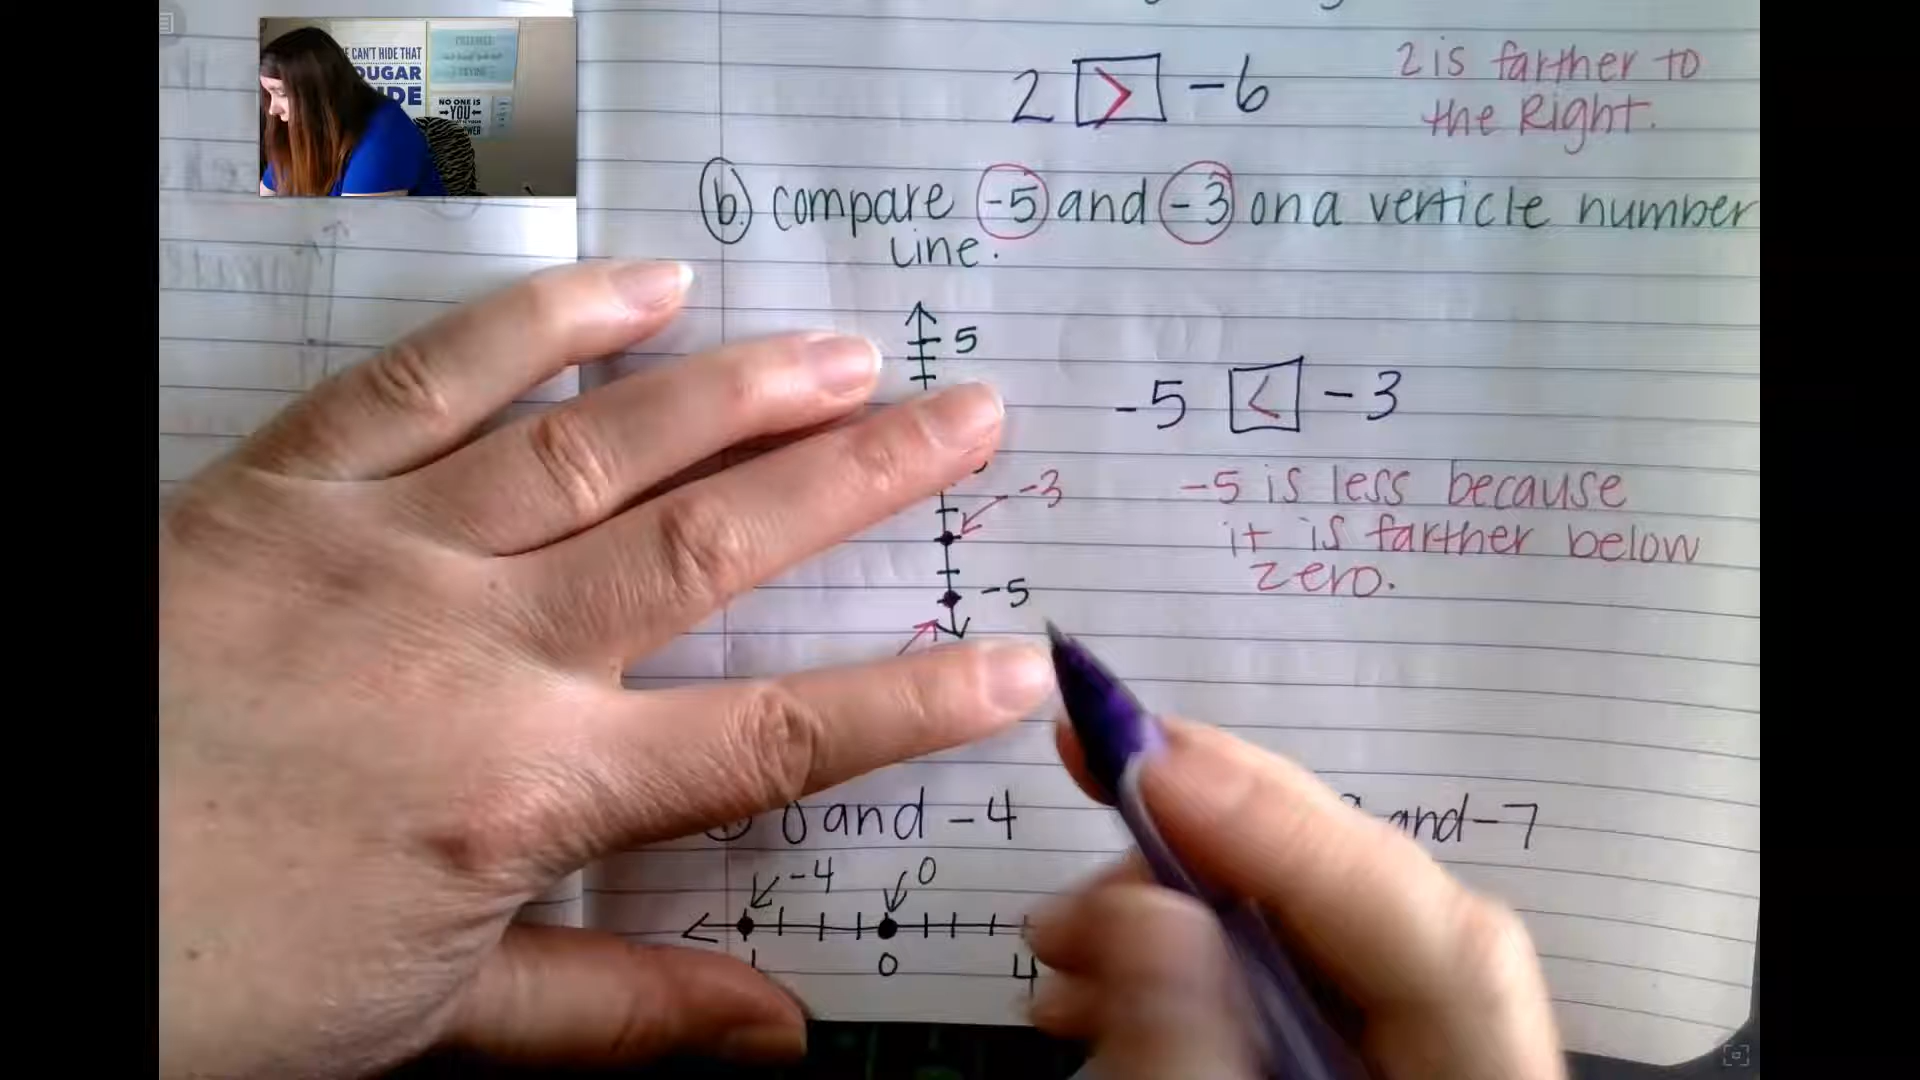 E CAN'T HIDE THAT
OUGAR
DE
NO ONE IS
YOU
WER
2 > -6
2 is farther to
the Right.
b. compare -5 and -3 on a verticle number
line.
5
-5 < -3
-3
-5 is less because
it is farther below
zero.
-5
0 and -4
and -7
-4
0
0
4